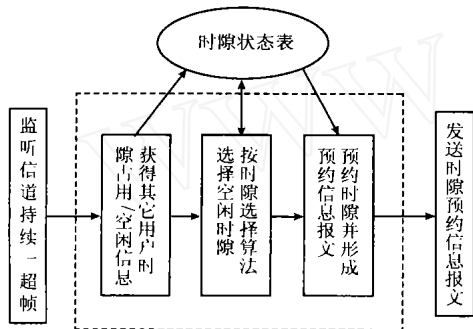 时隙状态表
监听信道持续一超帧
获得其它用户时
隙占用/空闲信息
按时隙选择算法
选择空闲时隙
预约时隙并形成
预约信息报文
发送时隙预约信息报文
WWW